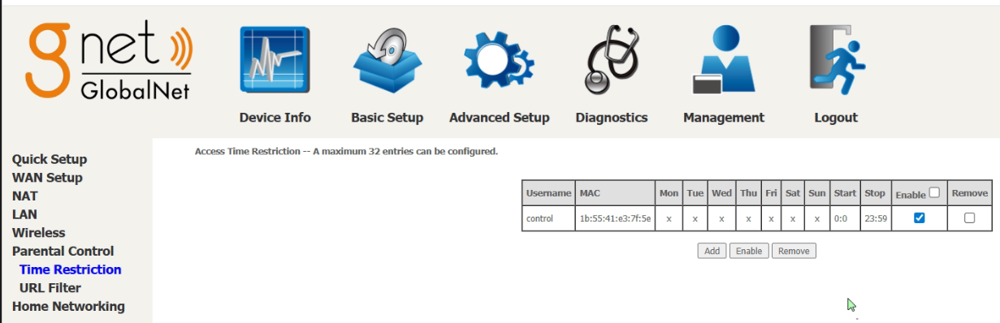 gnet
GlobalNet
Device Info Basic Setup Advanced Setup Diagnostics Management Logout
Quick Setup
WAN Setup
NAT
LAN
Wireless
Parental Control
Time Restriction
URL Filter
Home Networking
Access Time Restriction -- A maximum 32 entries can be configured.
Username MAC Mon Tue Wed Thu Fri Sat Sun Start Stop Enable Remove
control 1b:55:41:e3:7f:5e x x x x x x x 0:0 23:59
Add Enable Remove